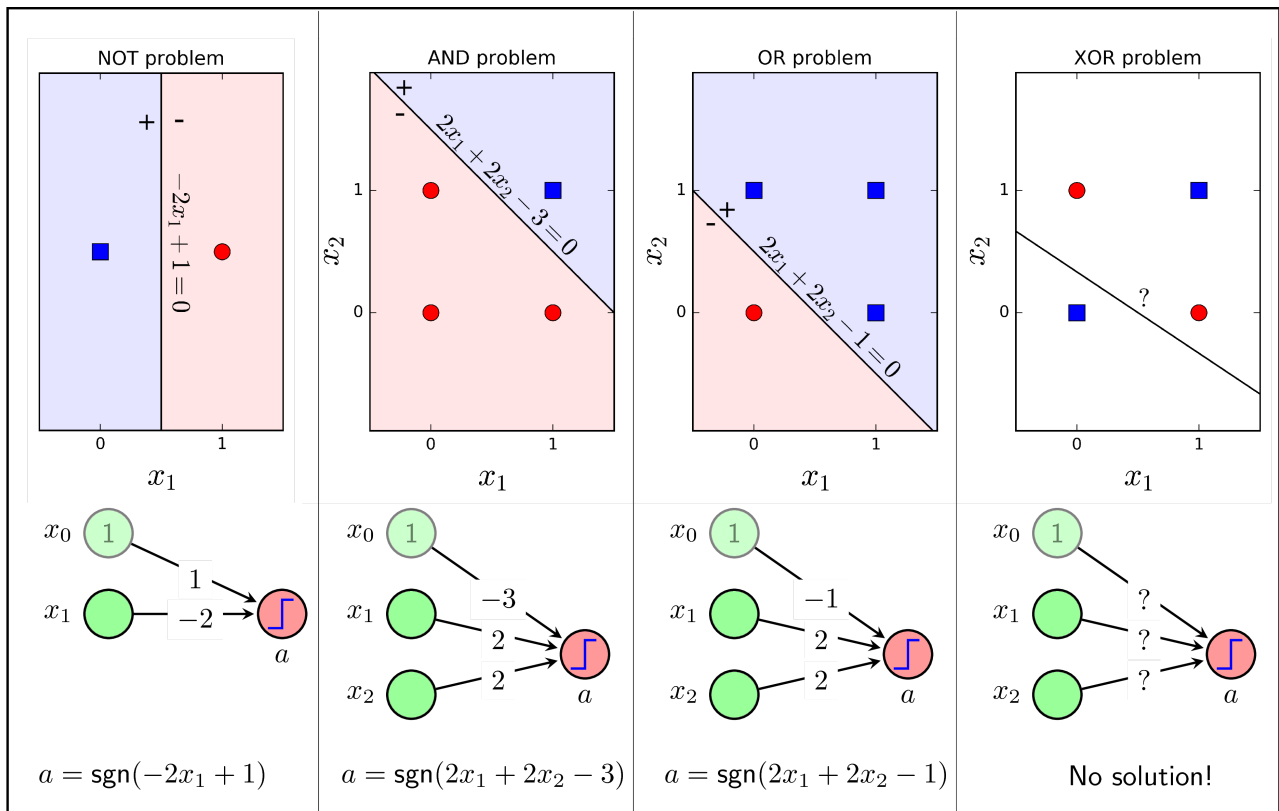 NOT problem
+ -
−2x₁ + 1 = 0
0 1
x₁
x₀ 1
1
x₁ −2
a
a = sgn(−2x₁ + 1)
AND problem
+
-
2x₁ + 2x₂ − 3 = 0
1
x₂
0
0 1
x₁
x₀ 1
−3
x₁ 2
x₂ 2
a
a = sgn(2x₁ + 2x₂ − 3)
OR problem
1
+
-
2x₁ + 2x₂ − 1 = 0
x₂
0
0 1
x₁
x₀ 1
−1
x₁ 2
x₂ 2
a
a = sgn(2x₁ + 2x₂ − 1)
XOR problem
1
x₂
?
0
0 1
x₁
x₀ 1
?
x₁ ?
x₂ ?
a
No solution!